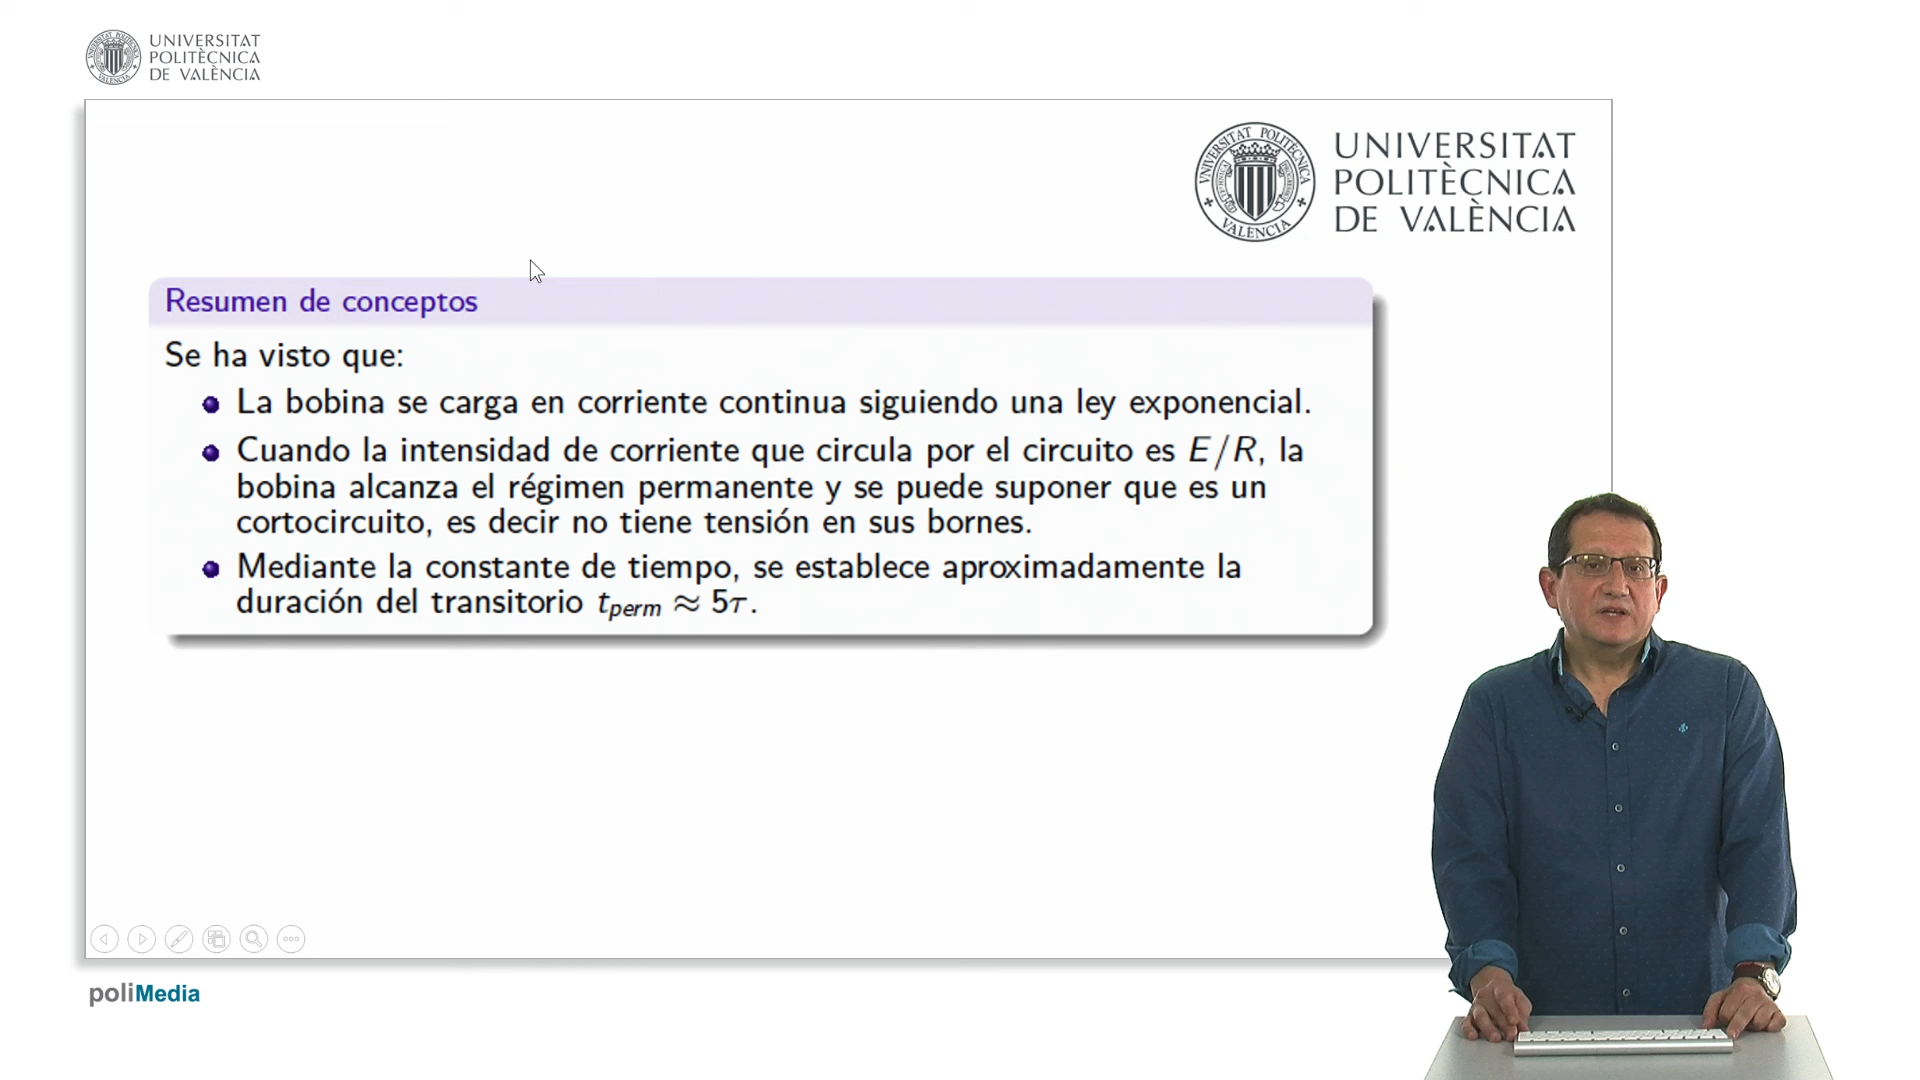 UNIVERSITAT
POLITÈCNICA
DE VALÈNCIA
UNIVERSITAT
POLITÈCNICA
DE VALÈNCIA
Resumen de conceptos
Se ha visto que:
La bobina se carga en corriente continua siguiendo una ley exponencial.
Cuando la intensidad de corriente que circula por el circuito es E/R, la
bobina alcanza el régimen permanente y se puede suponer que es un
cortocircuito, es decir no tiene tensión en sus bornes.
Mediante la constante de tiempo, se establece aproximadamente la
duración del transitorio t_perm ≈ 5τ.
poliMedia